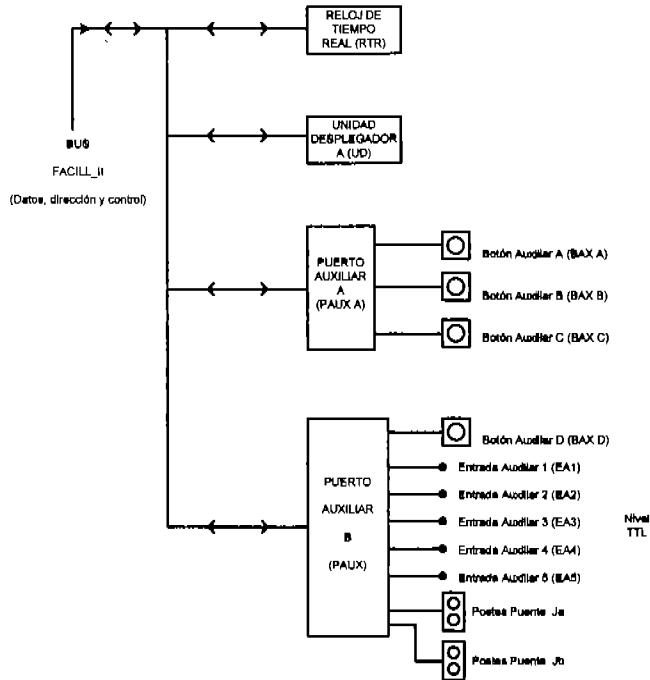 RELOJ DE
TIEMPO
REAL (RTR)
BUS
FACILL_II
(Datos, dirección y control)
UNIDAD
DESPLEGADOR
A (UD)
PUERTO
AUXILIAR
A
(PAUX A)
Botón Auxiliar A (BAX A)
Botón Auxiliar B (BAX B)
Botón Auxiliar C (BAX C)
PUERTO
AUXILIAR
B
(PAUX)
Botón Auxiliar D (BAX D)
Entrada Auxiliar 1 (EA1)
Entrada Auxiliar 2 (EA2)
Entrada Auxiliar 3 (EA3)
Entrada Auxiliar 4 (EA4)
Entrada Auxiliar 5 (EA5)
Nivel
TTL
Postes Puente Ja
Postes Puente Jb